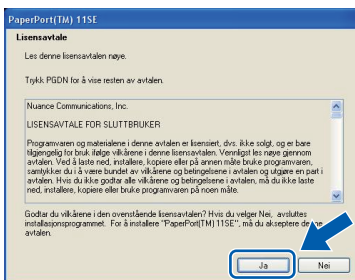 PaperPort(TM) 11SE
Lisensavtale
Les denne lisensavtalen nøye.
Trykk PGDN for å vise resten av avtalen.
Nuance Communications, Inc.
LISENSAVTALE FOR SLUTTBRUKER
Programvaren og materialene i denne avtalen er lisensiert, dvs. ikke solgt, og er bare
tilgjengelig for bruk ifølge vilkårene i denne lisensavtalen. Vennligst les nøye gjennom
avtalen. Ved å laste ned, installere, kopiere eller på annen måte bruke programvaren,
samtykker du i å være bundet av vilkårene og betingelsene i avtalen og utgjøre en part i
avtalen. Hvis du ikke godtar alle vilkårene og betingelsene i avtalen, må du ikke laste
ned, installere, kopiere eller bruke programvaren på noen måte.
Godtar du vilkårene i den ovenstående lisensavtalen? Hvis du velger Nei, avsluttes
installasjonsprogrammet. For å installere "PaperPort(TM) 11SE", må du akseptere
avtalen.
Ja
Nei